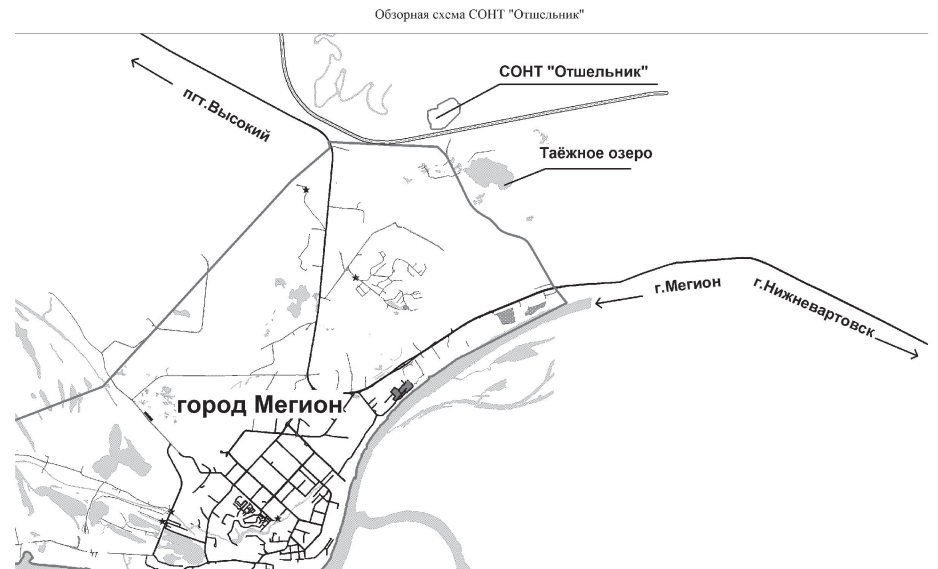 Обзорная схема СОНТ "Отшельник"
СОНТ "Отшельник"
пгт.Высокий
Таёжное озеро
г.Мегион
г.Нижневартовск
город Мегион